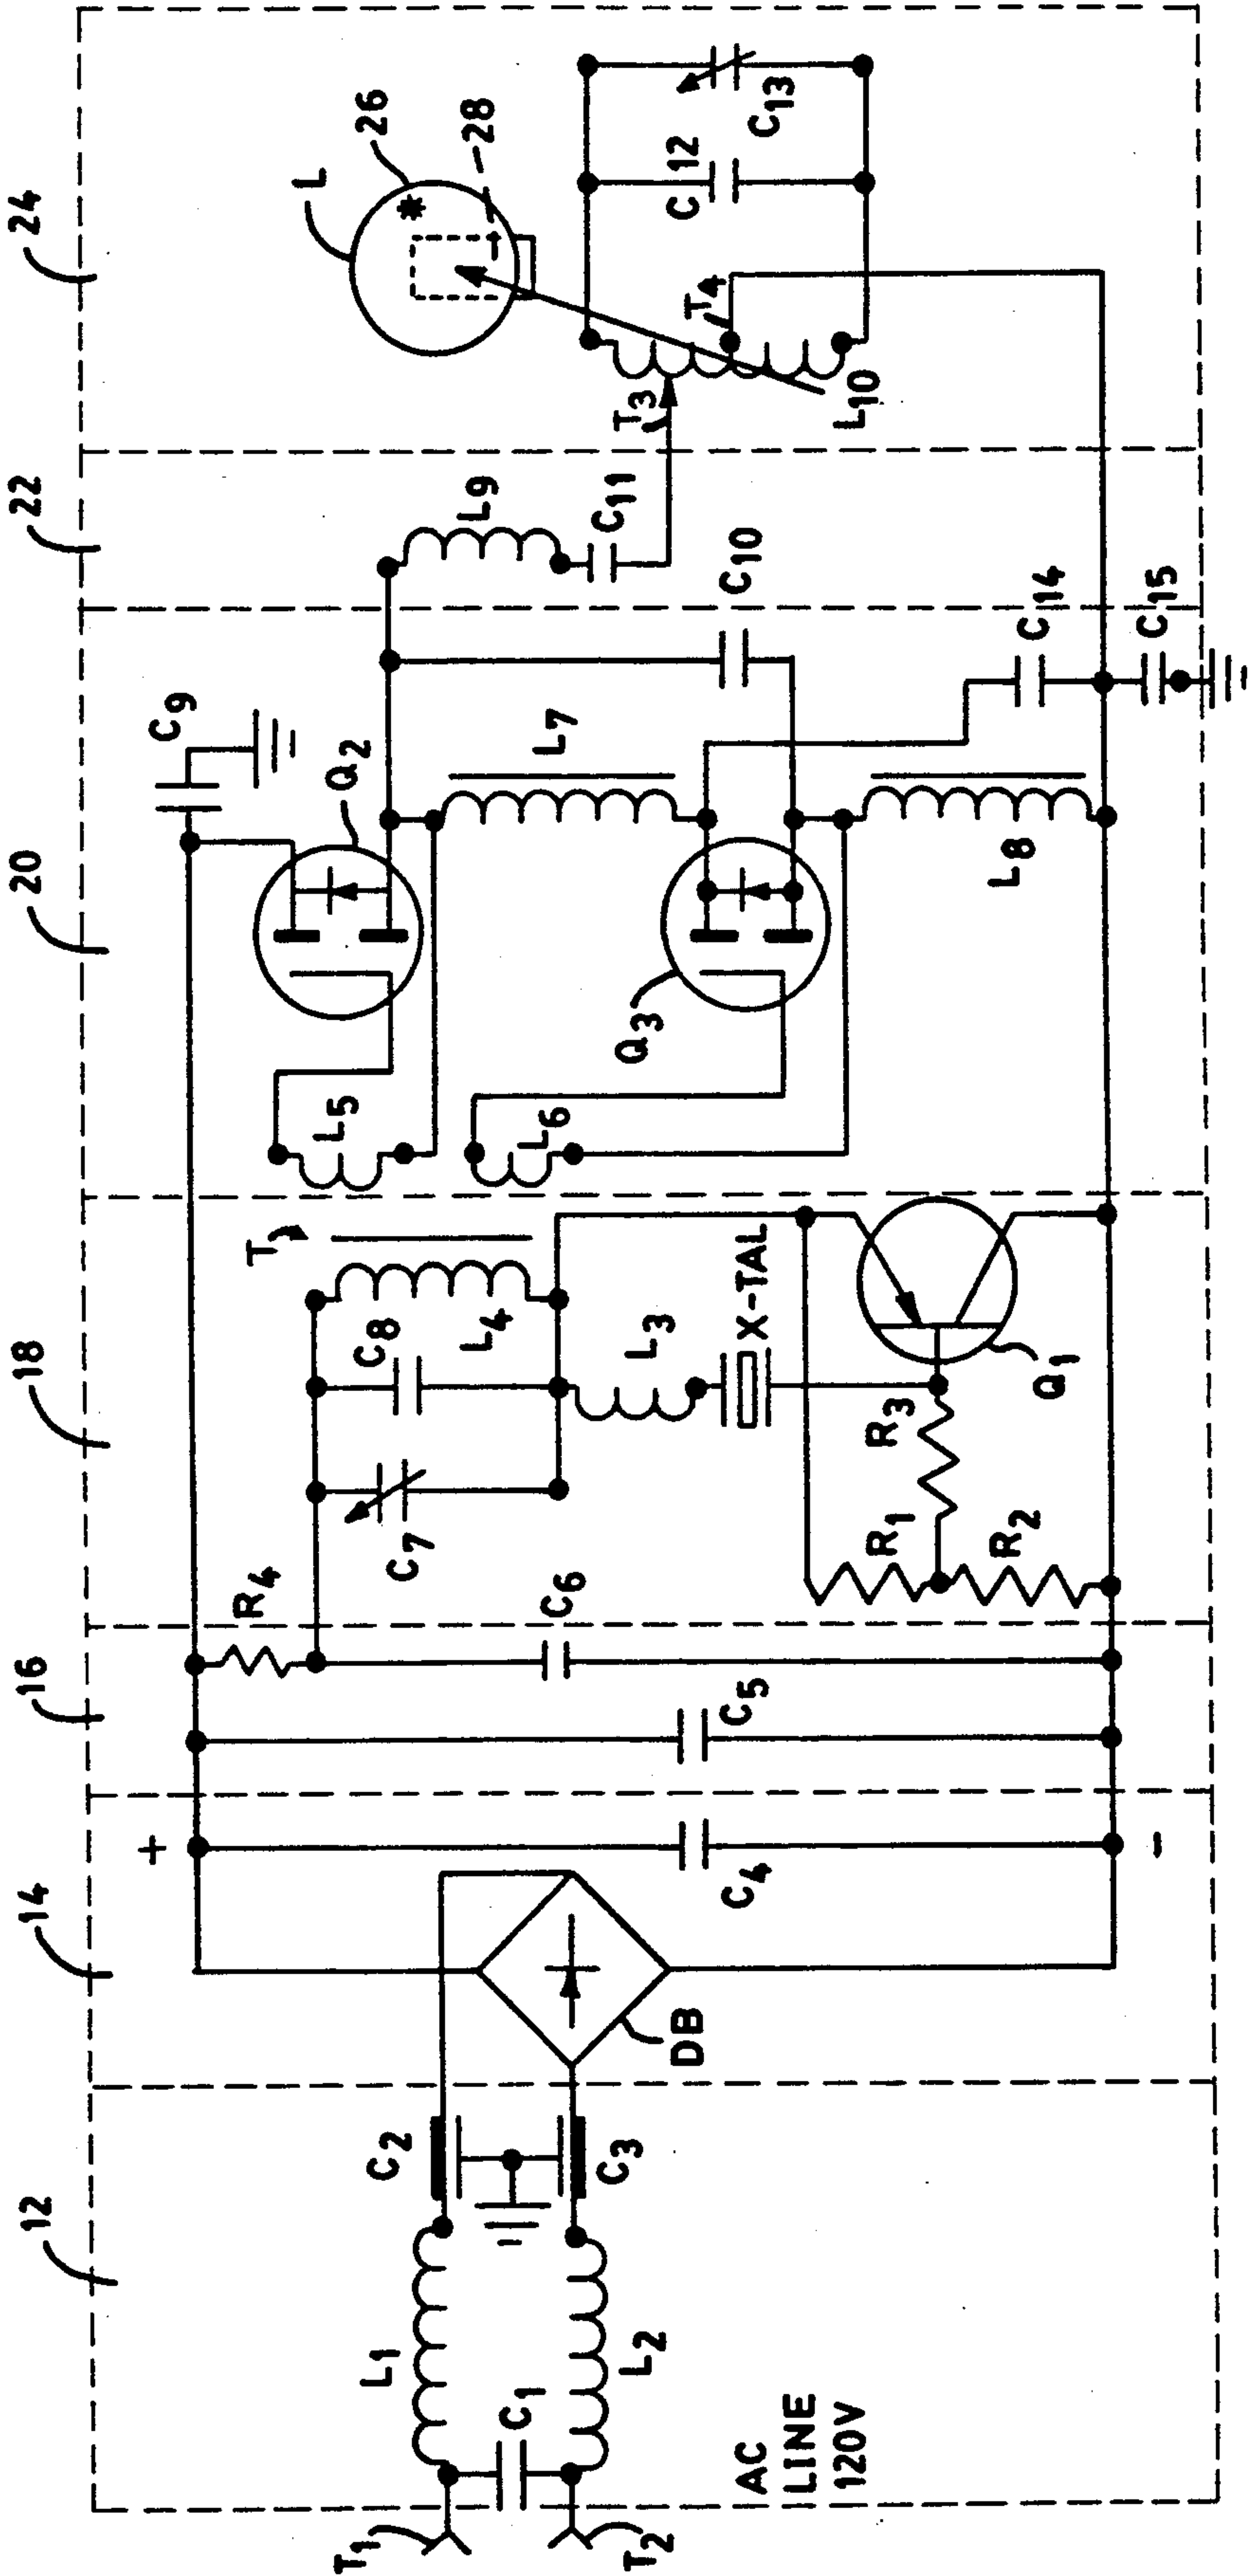 12
14
16
18
20
22
24
T1
T2
C1
L1
L2
C2
C3
AC
LINE
120V
DB
+
-
C4
C5
R4
C6
C7
C8
L4
T
L3
X-TAL
R1
R2
R3
Q1
L5
L6
C9
Q2
Q3
L7
L8
C10
C14
C15
L9
C11
T3
T4
L10
L
26
*
28
C12
C13